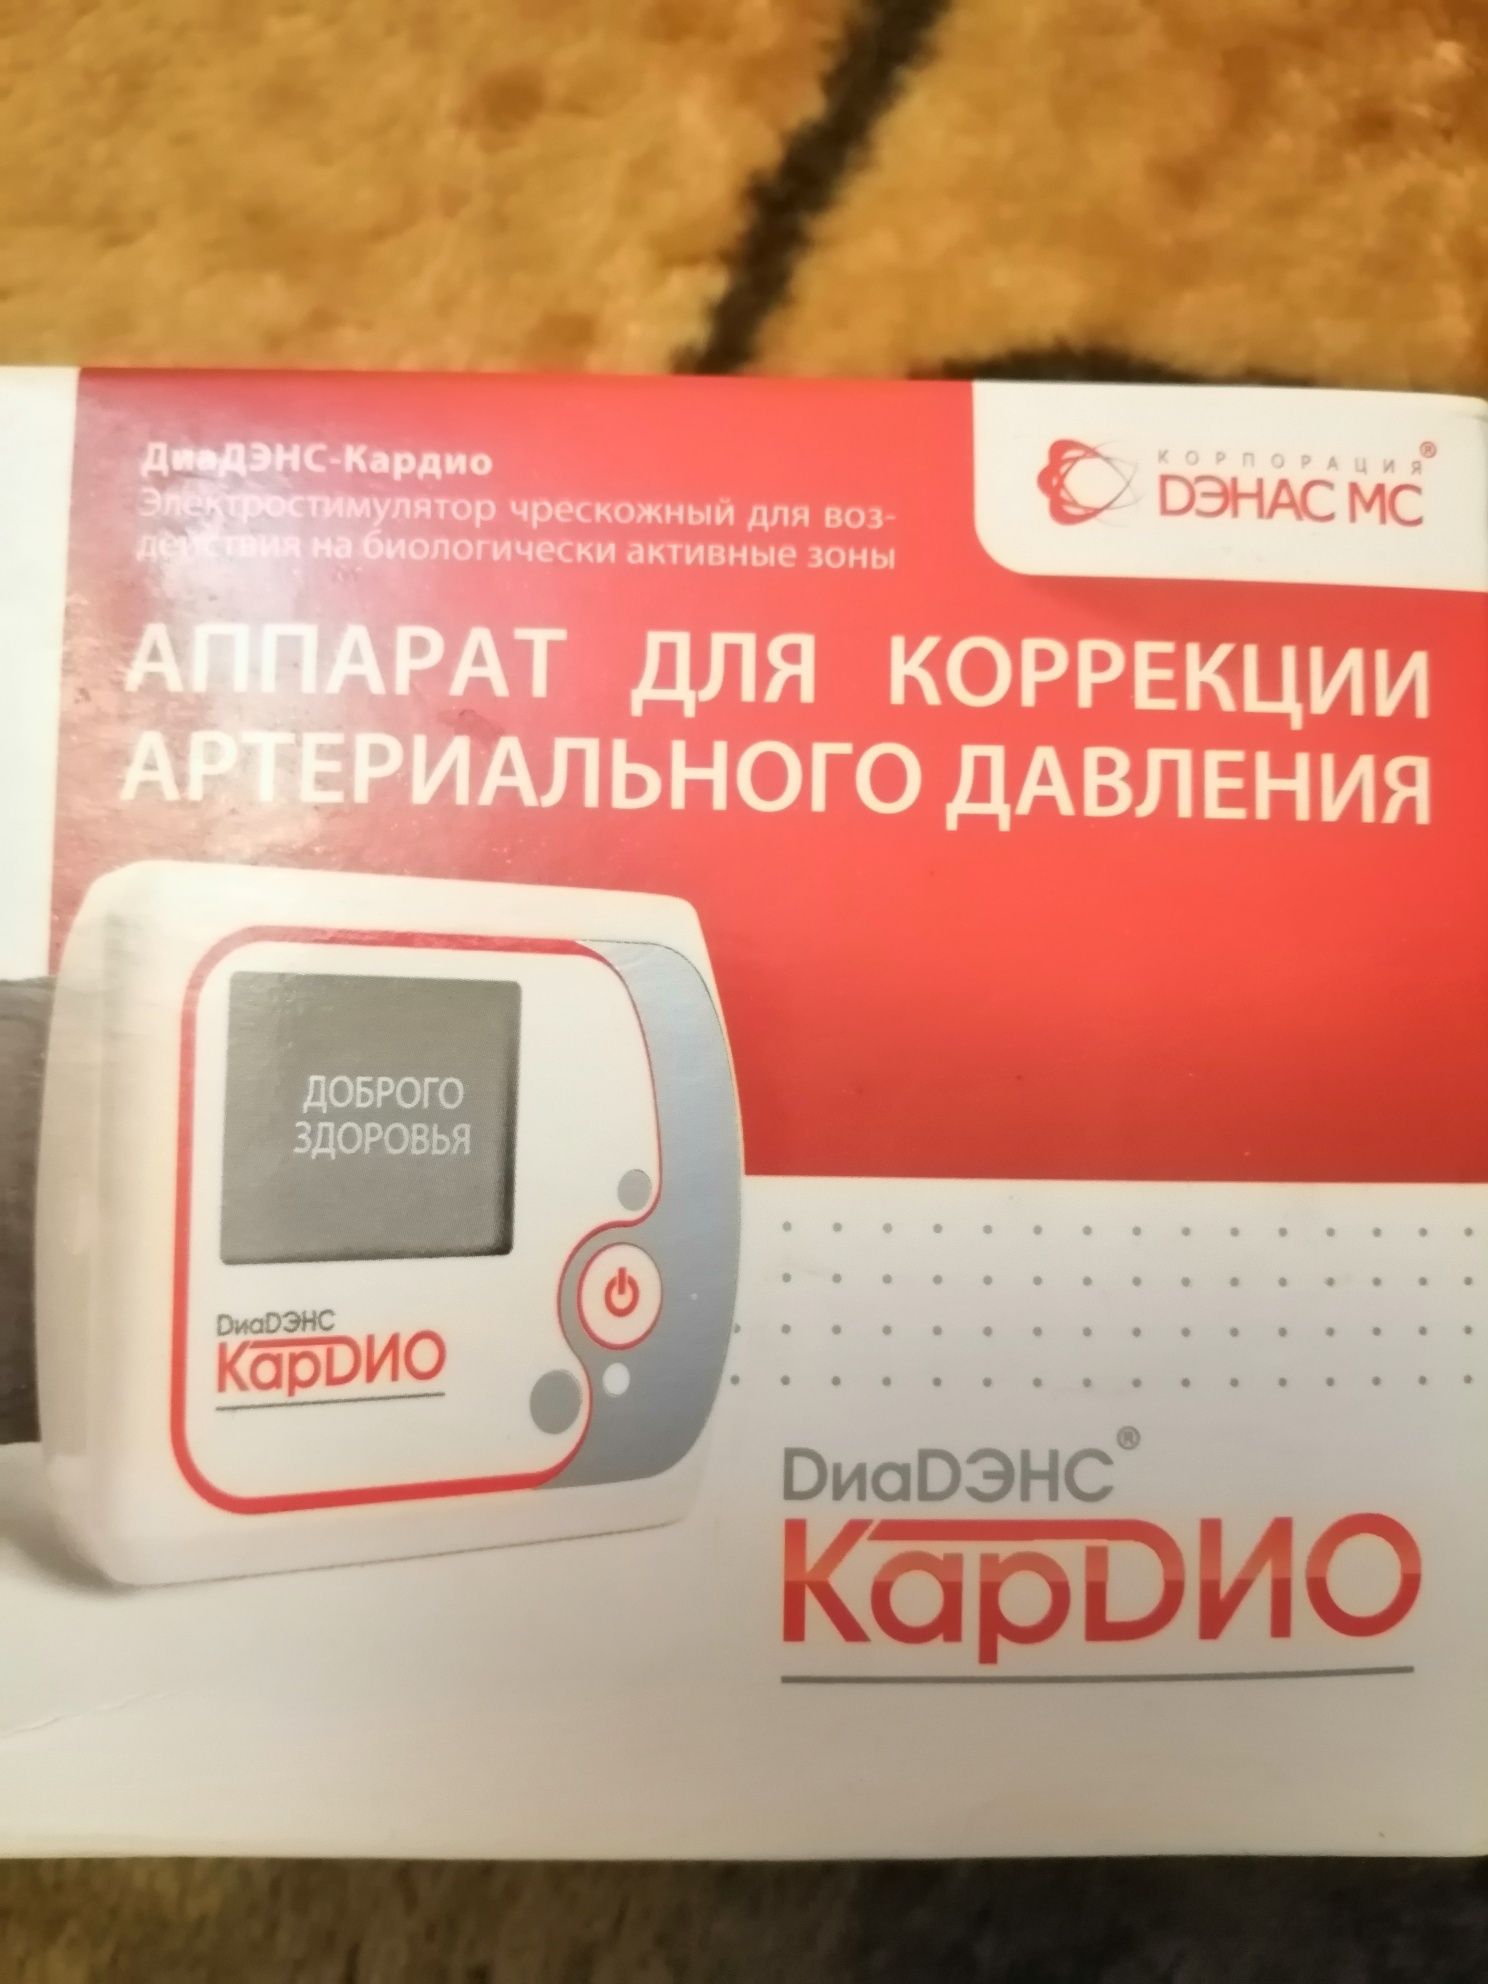 ДиаДЭНС-Кардио
Электростимулятор чрескожный для воз-
действия на биологически активные зоны
КОРПОРАЦИЯ®
DЭНАС МС
АППАРАТ ДЛЯ КОРРЕКЦИИ
АРТЕРИАЛЬНОГО ДАВЛЕНИЯ
ДОБРОГО
ЗДОРОВЬЯ
DиаDЭНС
КарDИО
DиаDЭНС®
КарDИО